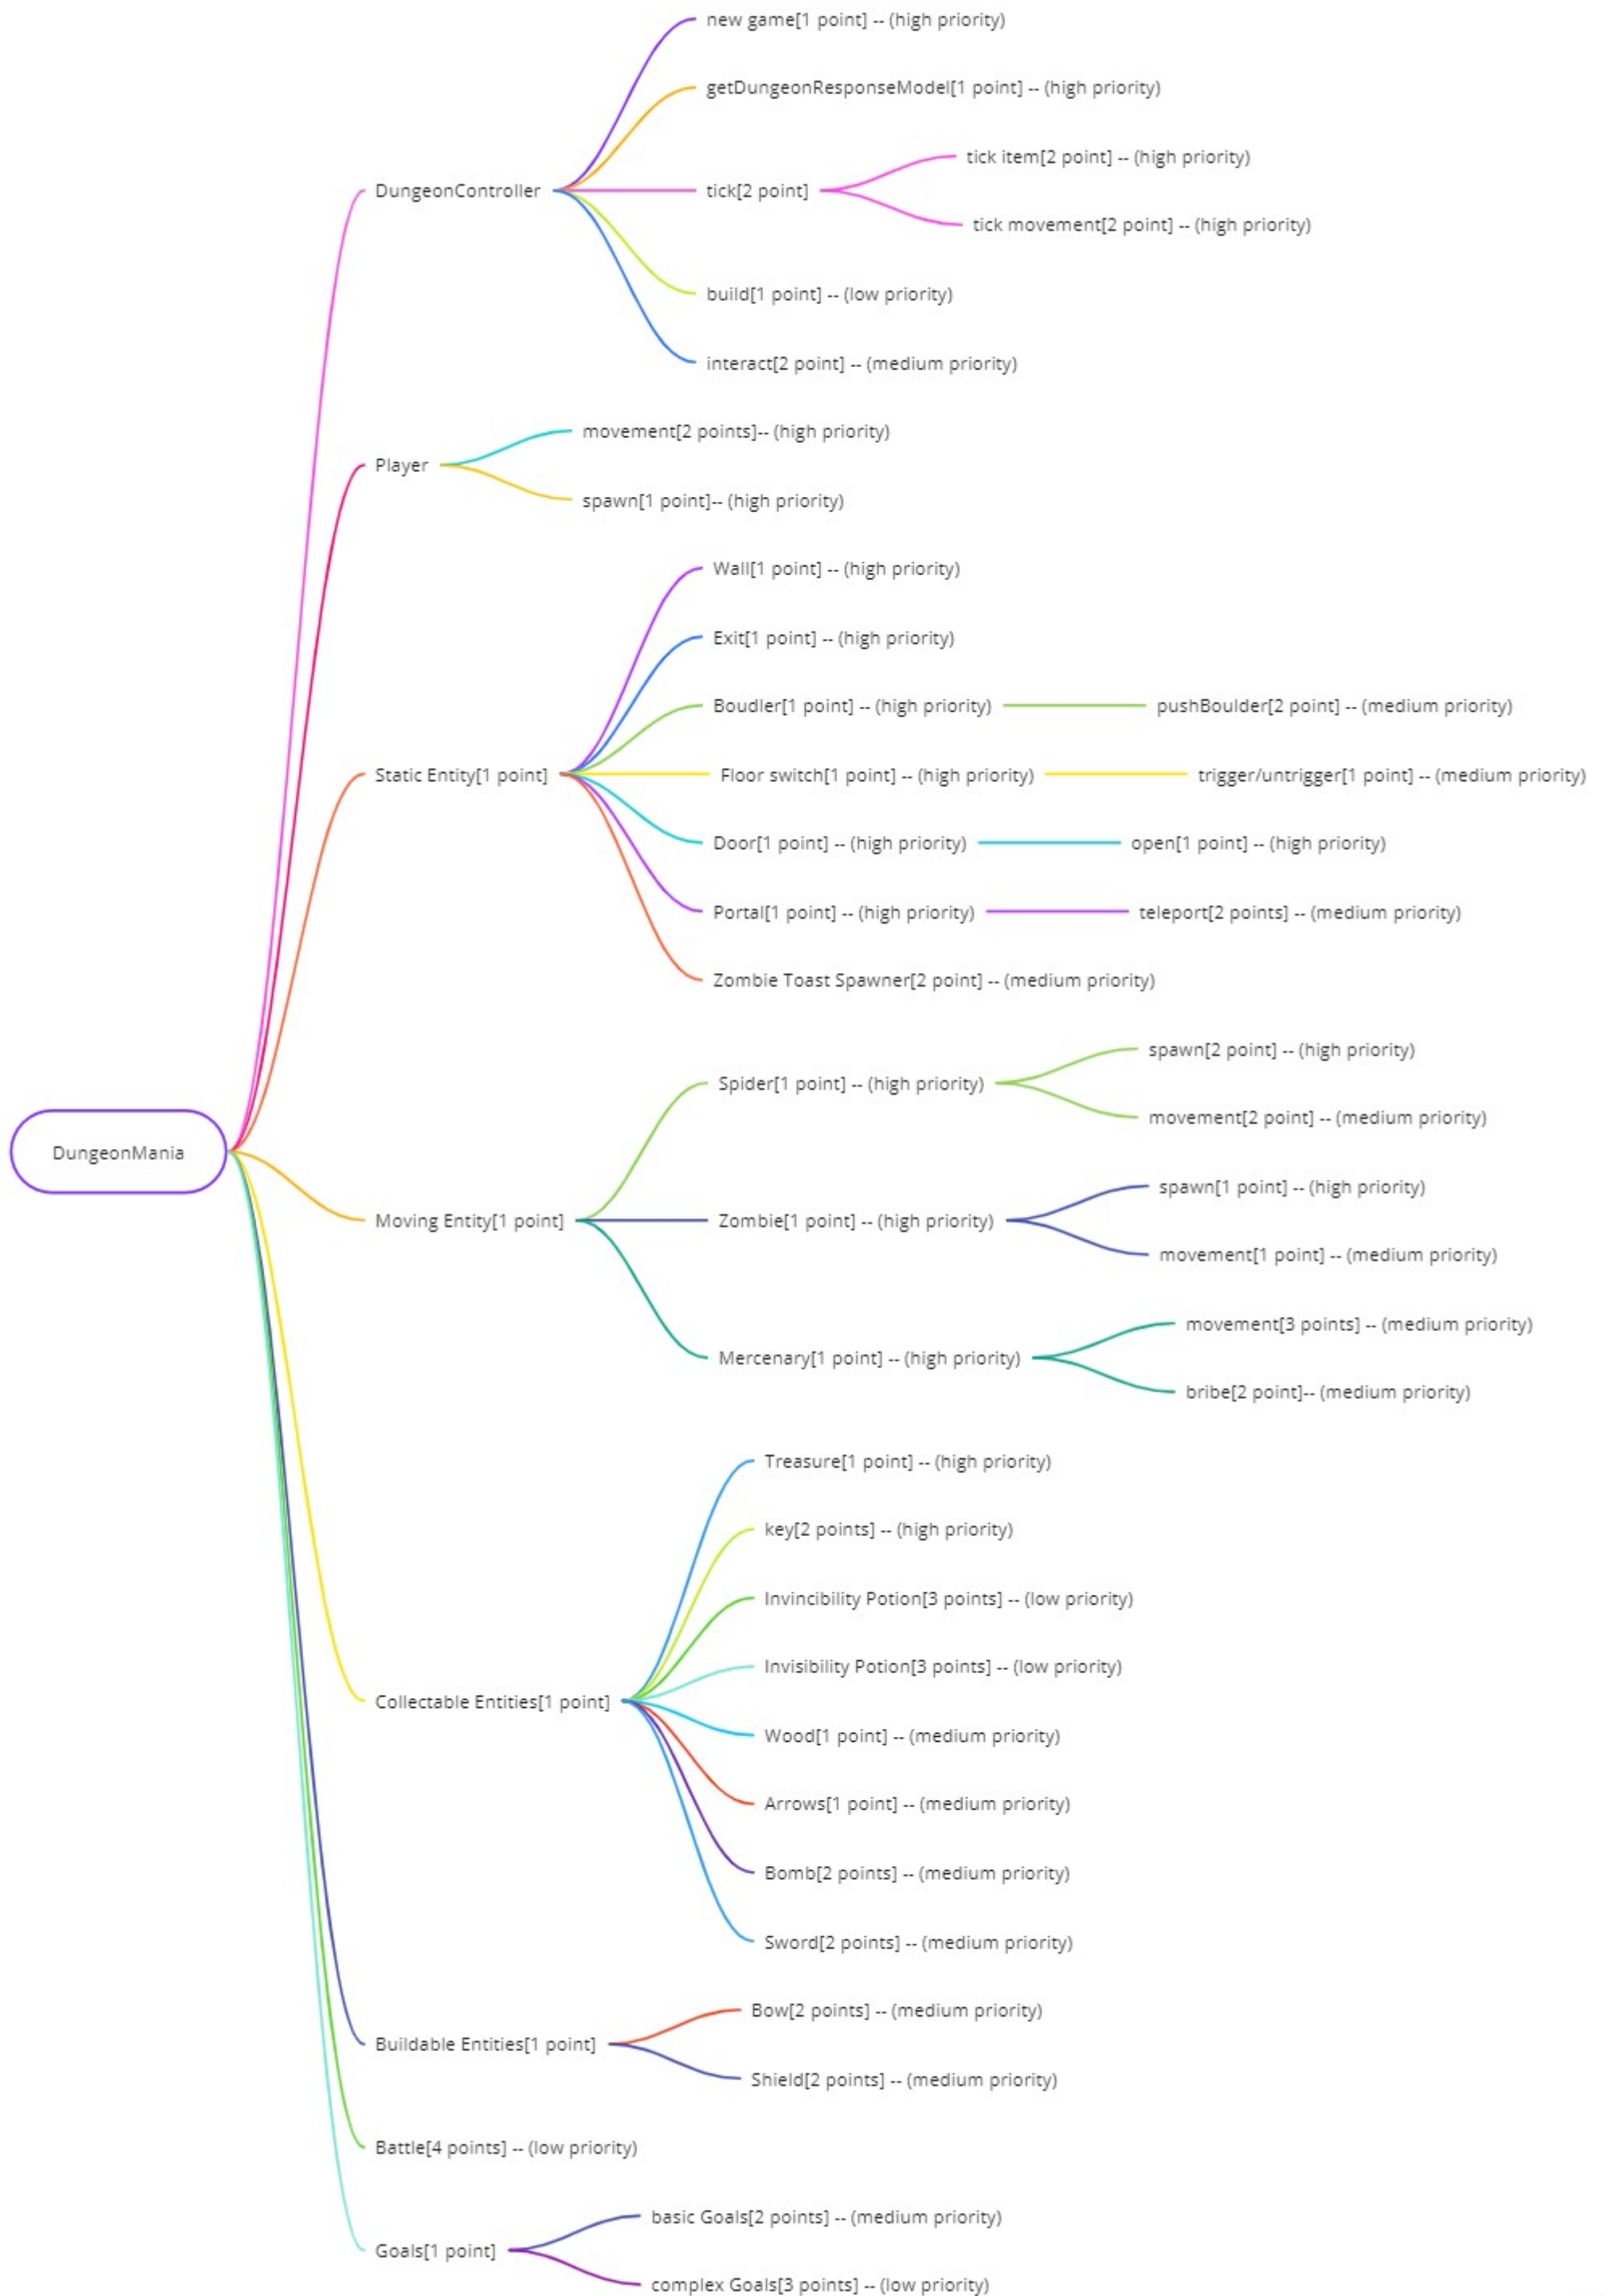 new game[1 point] -- (high priority)
getDungeonResponseModel[1 point] -- (high priority)
tick item[2 point] -- (high priority)
DungeonController
tick[2 point]
tick movement[2 point] -- (high priority)
build[1 point] -- (low priority)
interact[2 point] -- (medium priority)
movement[2 points]-- (high priority)
Player
spawn[1 point]-- (high priority)
Wall[1 point] -- (high priority)
Exit[1 point] -- (high priority)
Boudler[1 point] -- (high priority)
pushBoulder[2 point] -- (medium priority)
Static Entity[1 point]
Floor switch[1 point] -- (high priority)
trigger/untrigger[1 point] -- (medium priority)
Door[1 point] -- (high priority)
open[1 point] -- (high priority)
Portal[1 point] -- (high priority)
teleport[2 points] -- (medium priority)
Zombie Toast Spawner[2 point] -- (medium priority)
spawn[2 point] -- (high priority)
Spider[1 point] -- (high priority)
movement[2 point] -- (medium priority)
DungeonMania
spawn[1 point] -- (high priority)
Moving Entity[1 point]
Zombie[1 point] -- (high priority)
movement[1 point] -- (medium priority)
movement[3 points] -- (medium priority)
Mercenary[1 point] -- (high priority)
bribe[2 point]-- (medium priority)
Treasure[1 point] -- (high priority)
key[2 points] -- (high priority)
Invincibility Potion[3 points] -- (low priority)
Invisibility Potion[3 points] -- (low priority)
Collectable Entities[1 point]
Wood[1 point] -- (medium priority)
Arrows[1 point] -- (medium priority)
Bomb[2 points] -- (medium priority)
Sword[2 points] -- (medium priority)
Bow[2 points] -- (medium priority)
Buildable Entities[1 point]
Shield[2 points] -- (medium priority)
Battle[4 points] -- (low priority)
basic Goals[2 points] -- (medium priority)
Goals[1 point]
complex Goals[3 points] -- (low priority)